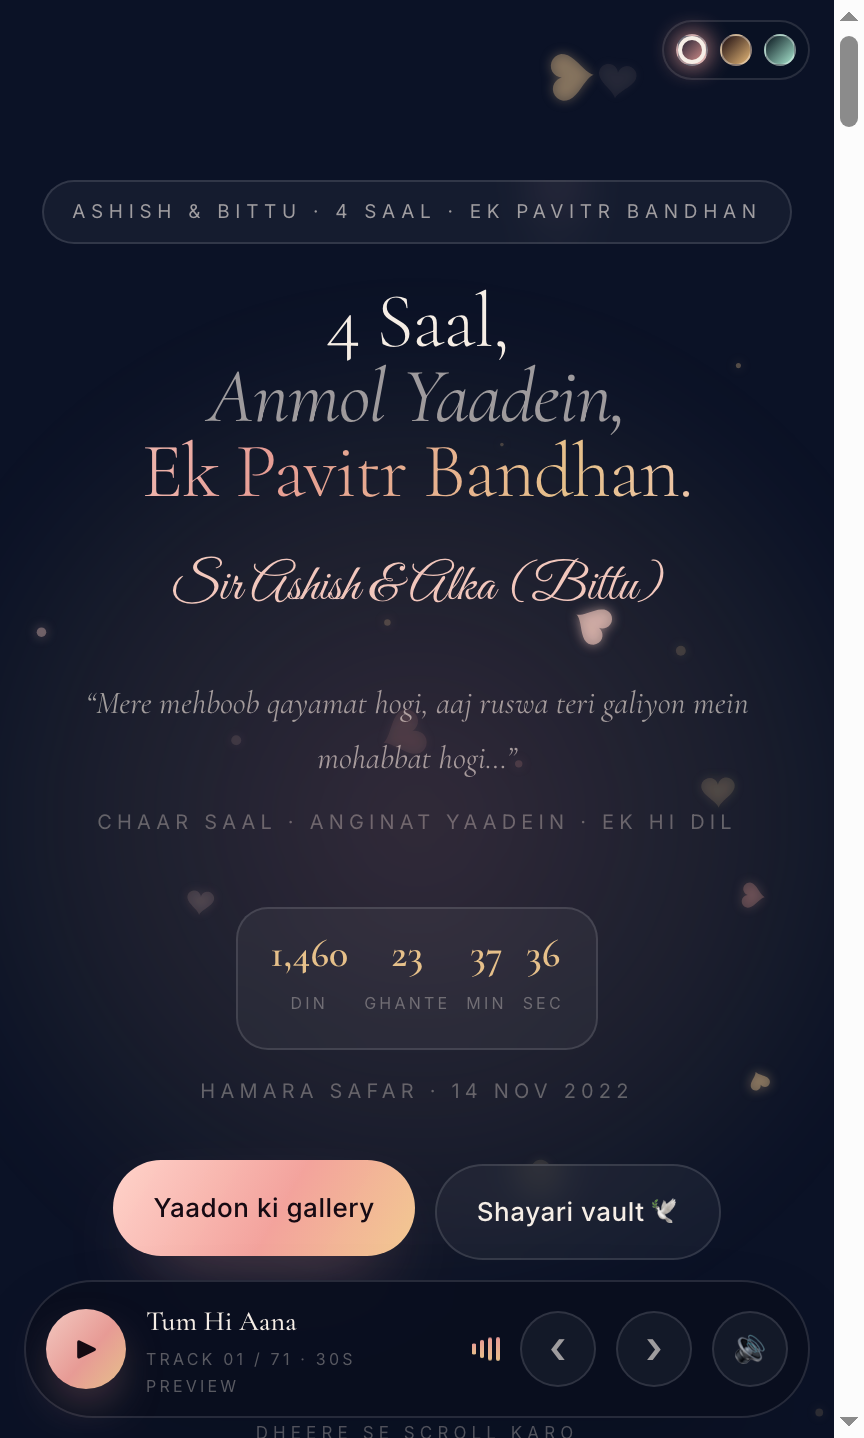 ASHISH & BITTU · 4 SAAL · EK PAVITR BANDHAN
4 Saal,
Anmol Yaadein,
Ek Pavitr Bandhan.
Sir Ashish & Alka (Bittu)
“Mere mehboob qayamat hogi, aaj ruswa teri galiyon mein
mohabbat hogi...”
CHAAR SAAL · ANGINAT YAADEIN · EK HI DIL
1,460 23 37 36
DIN GHANTE MIN SEC
HAMARA SAFAR · 14 NOV 2022
Yaadon ki gallery
Shayari vault 🕊️
Tum Hi Aana
TRACK 01 / 71 · 30S
PREVIEW
DHEERE SE SCROLL KARO